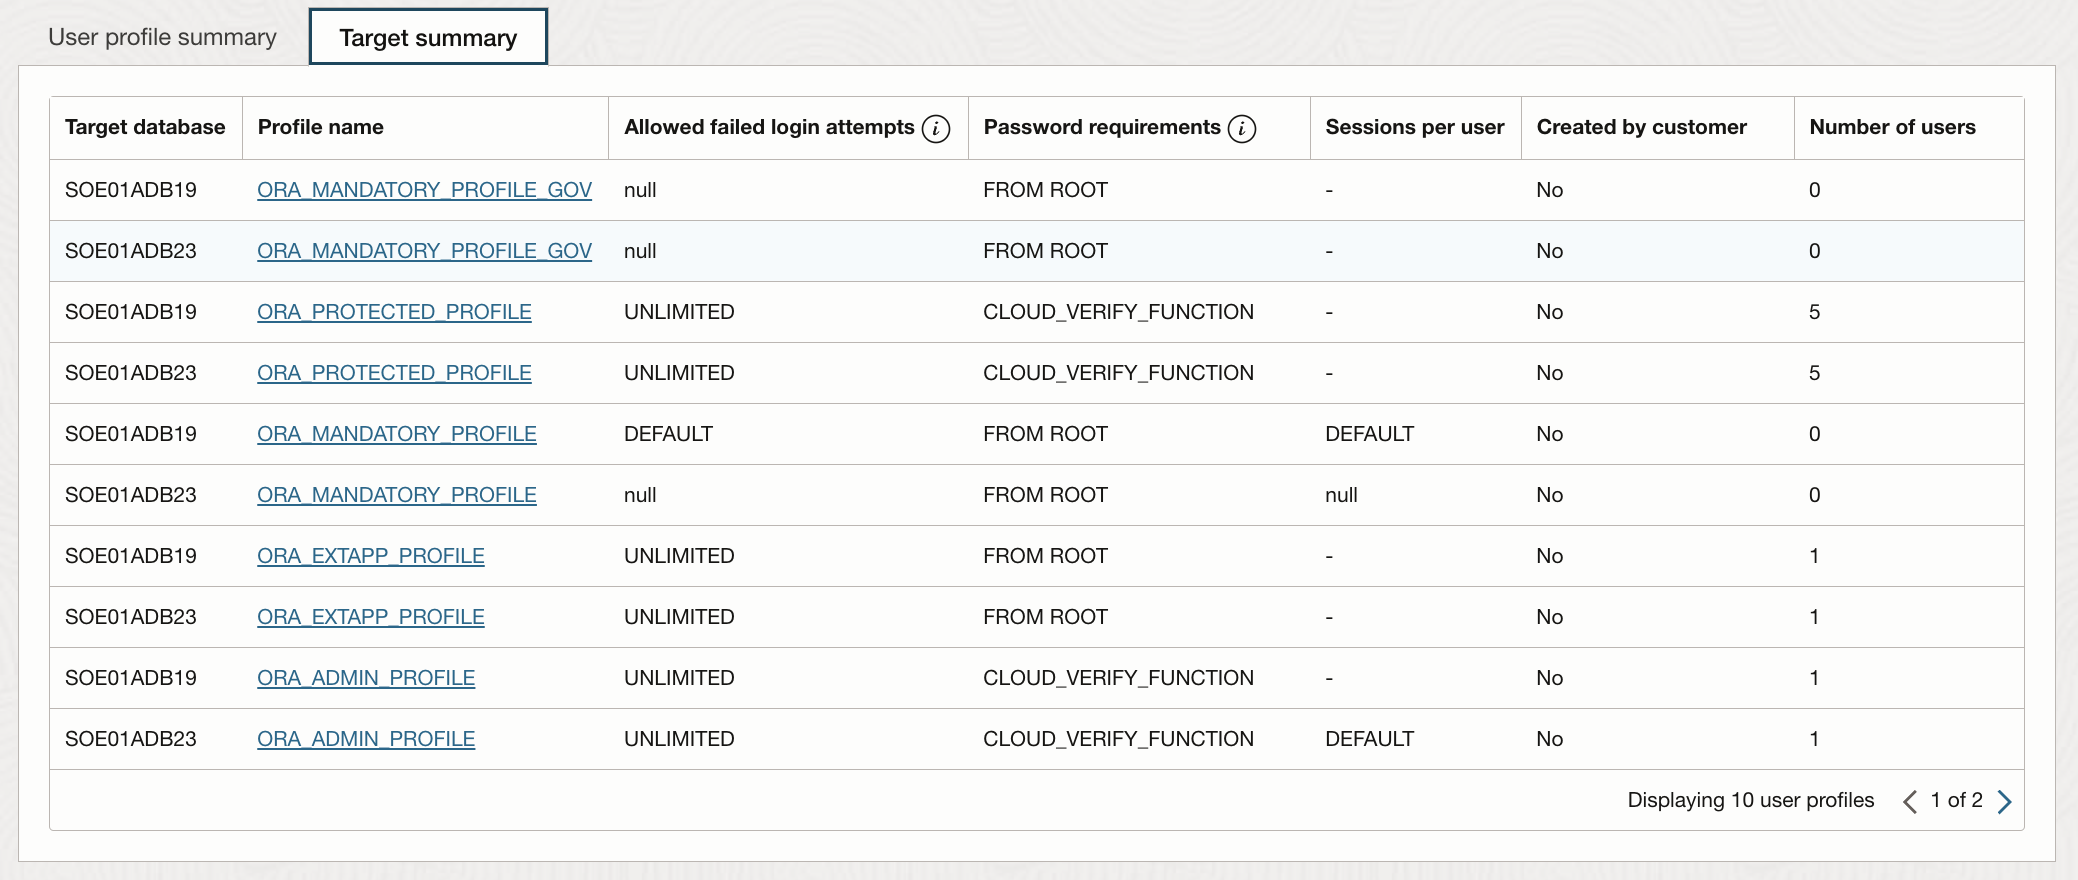 User profile summary Target summary
Target database Profile name Allowed failed login attempts i Password requirements i Sessions per user Created by customer Number of users
SOE01ADB19 ORA_MANDATORY_PROFILE_GOV null FROM ROOT - No 0
SOE01ADB23 ORA_MANDATORY_PROFILE_GOV null FROM ROOT - No 0
SOE01ADB19 ORA_PROTECTED_PROFILE UNLIMITED CLOUD_VERIFY_FUNCTION - No 5
SOE01ADB23 ORA_PROTECTED_PROFILE UNLIMITED CLOUD_VERIFY_FUNCTION - No 5
SOE01ADB19 ORA_MANDATORY_PROFILE DEFAULT FROM ROOT DEFAULT No 0
SOE01ADB23 ORA_MANDATORY_PROFILE null FROM ROOT null No 0
SOE01ADB19 ORA_EXTAPP_PROFILE UNLIMITED FROM ROOT - No 1
SOE01ADB23 ORA_EXTAPP_PROFILE UNLIMITED FROM ROOT - No 1
SOE01ADB19 ORA_ADMIN_PROFILE UNLIMITED CLOUD_VERIFY_FUNCTION - No 1
SOE01ADB23 ORA_ADMIN_PROFILE UNLIMITED CLOUD_VERIFY_FUNCTION DEFAULT No 1
Displaying 10 user profiles 1 of 2